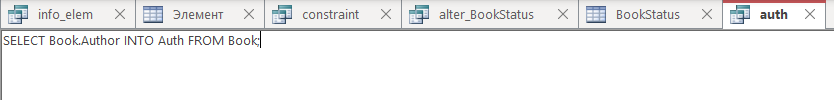 info_elem Элемент constraint alter_BookStatus BookStatus auth
SELECT Book.Author INTO Auth FROM Book;